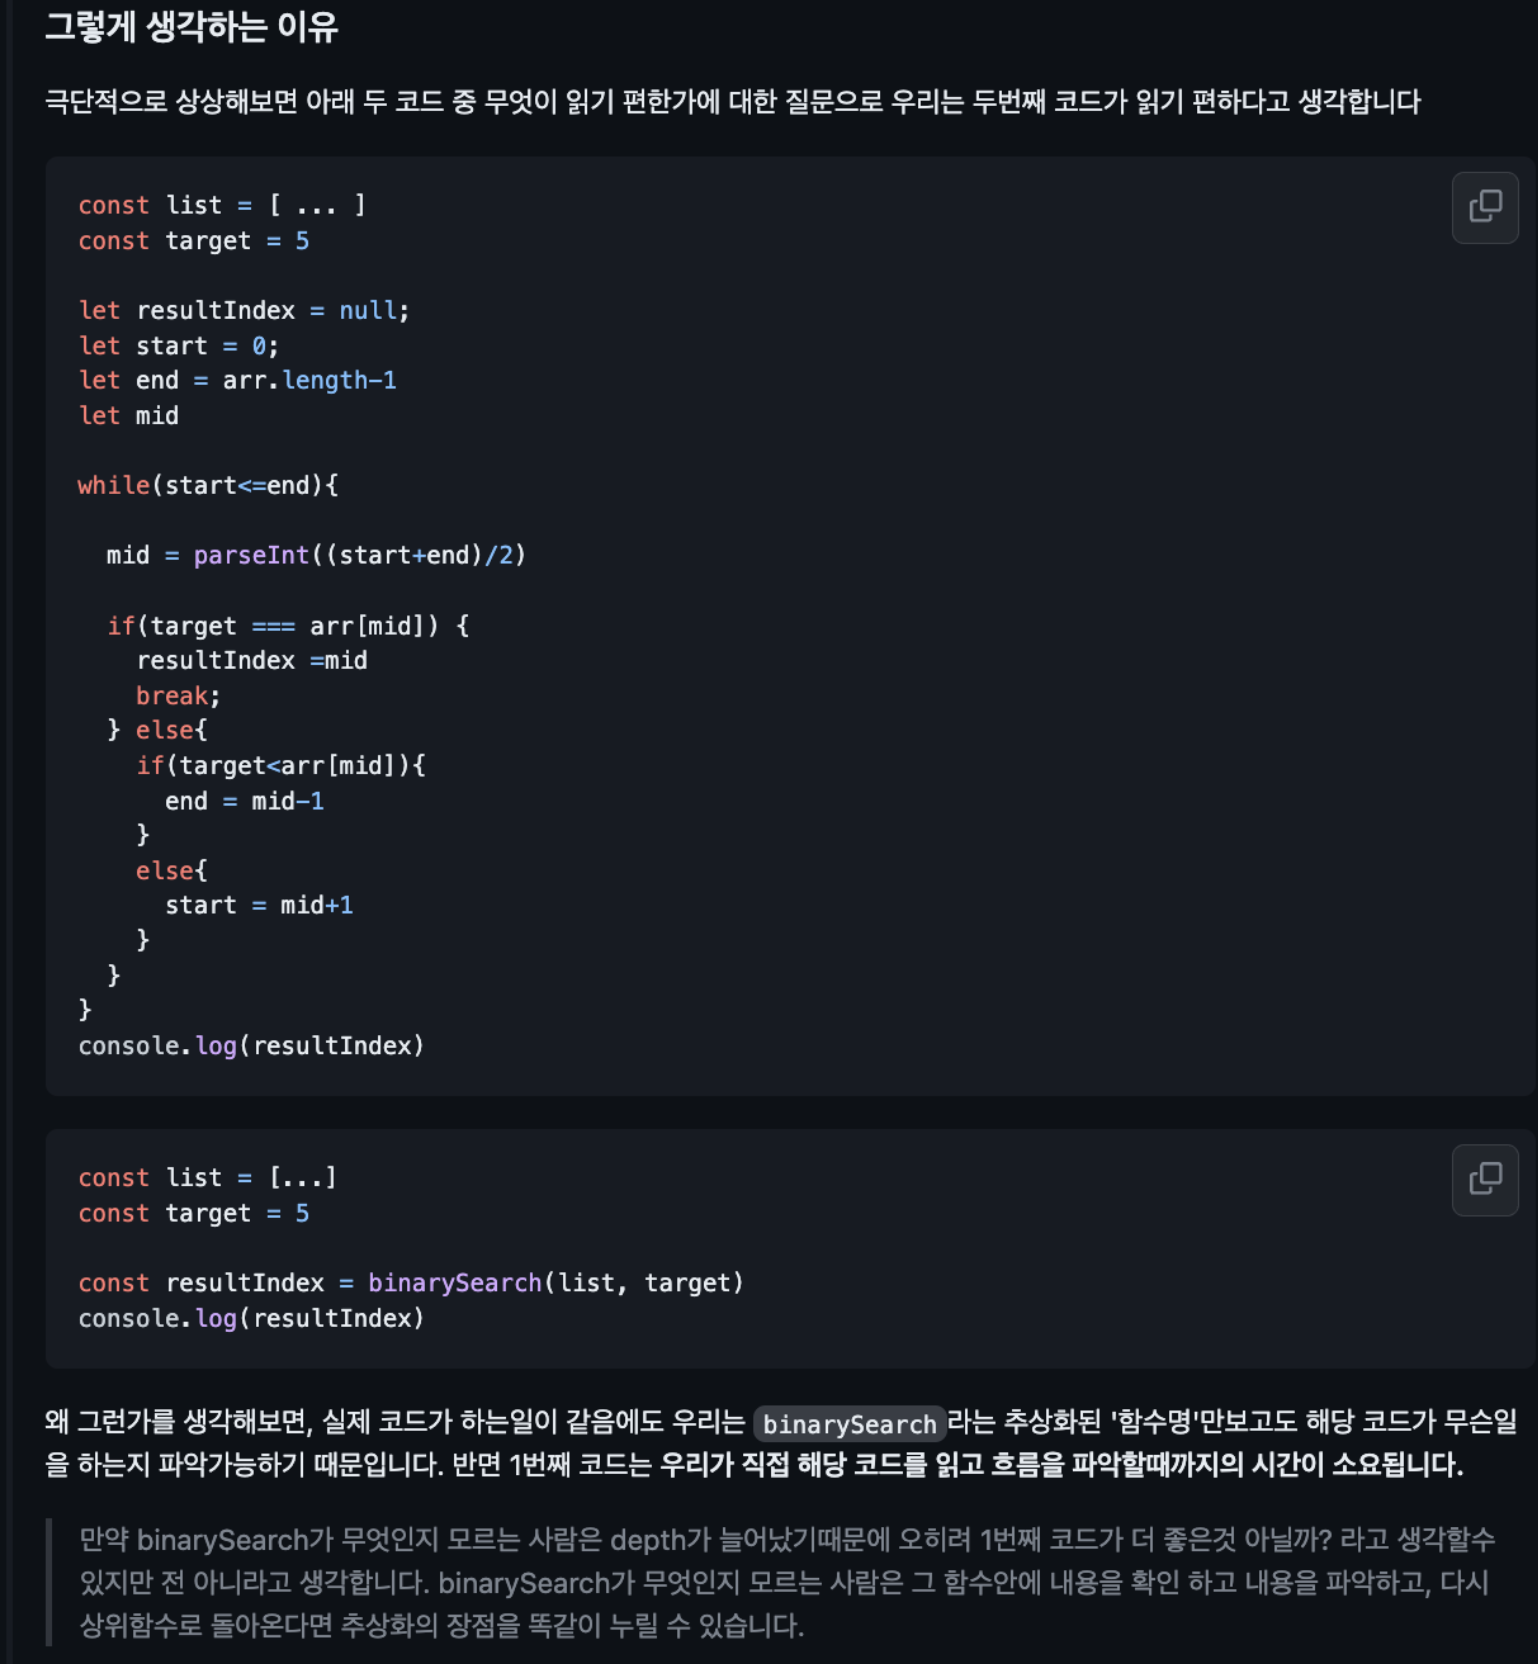 그렇게 생각하는 이유
극단적으로 상상해보면 아래 두 코드 중 무엇이 읽기 편한가에 대한 질문으로 우리는 두번째 코드가 읽기 편하다고 생각합니다
const list = [ ... ]
const target = 5
let resultIndex = null;
let start = 0;
let end = arr.length-1
let mid
while(start<=end){
mid = parseInt((start+end)/2)
if(target === arr[mid]) {
resultIndex =mid
break;
} else{
if(target<arr[mid]){
end = mid-1
}
else{
start = mid+1
}
}
}
console.log(resultIndex)
const list = [...]
const target = 5
const resultIndex = binarySearch(list, target)
console.log(resultIndex)
왜 그런가를 생각해보면, 실제 코드가 하는일이 같음에도 우리는 binarySearch 라는 추상화된 '함수명'만보고도 해당 코드가 무슨일
을 하는지 파악가능하기 때문입니다. 반면 1번째 코드는 우리가 직접 해당 코드를 읽고 흐름을 파악할때까지의 시간이 소요됩니다.
만약 binarySearch가 무엇인지 모르는 사람은 depth가 늘어났기때문에 오히려 1번째 코드가 더 좋은것 아닐까? 라고 생각할수
있지만 전 아니라고 생각합니다. binarySearch가 무엇인지 모르는 사람은 그 함수안에 내용을 확인 하고 내용을 파악하고, 다시
상위함수로 돌아온다면 추상화의 장점을 똑같이 누릴 수 있습니다.